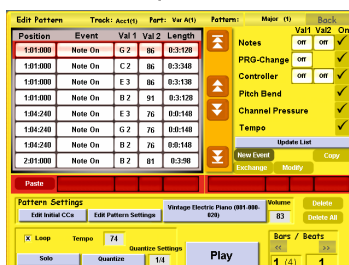 Edit Pattern Track: Acc1(1) Part: Var A(1) Pattern: Major (1) Back
Position Event Val 1 Val 2 Length
1:01:000 Note On G 2 86 0:3:128
1:01:000 Note On C 2 86 0:3:348
1:01:000 Note On E 3 86 0:3:138
1:01:000 Note On B 2 91 0:3:128
1:04:240 Note On E 3 76 0:0:148
1:04:240 Note On G 2 76 0:0:148
1:04:240 Note On B 2 76 0:0:148
2:01:000 Note On B 2 81 0:3:98
Val1 Val2 On
Notes Off Off
PRG-Change Off
Controller Off Off
Pitch Bend
Channel Pressure
Tempo
Update List
New Event Copy
Exchange Modify
Paste
Pattern Settings
Edit Initial CCs Edit Pattern Settings
Vintage Electric Piano (081-008-
020)
Volume
83
Delete
Delete All
X Loop Tempo 74
Quantize Settings
Solo Quantize 1/4
Play
Bars / Beats
<< >>
1 (4) 1